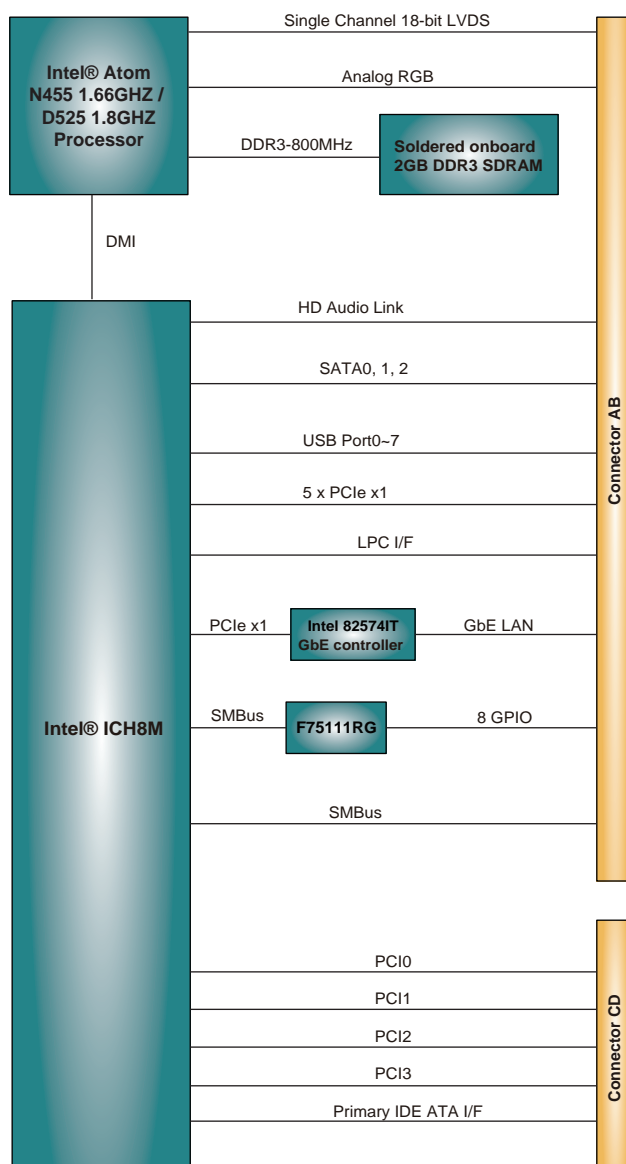 Single Channel 18-bit LVDS
Intel® Atom
N455 1.66GHZ /
D525 1.8GHZ
Processor
Analog RGB
DDR3-800MHz
Soldered onboard
2GB DDR3 SDRAM
DMI
HD Audio Link
SATA0, 1, 2
USB Port0~7
5 x PCIe x1
LPC I/F
PCIe x1
Intel 82574IT
GbE controller
GbE LAN
Intel® ICH8M
SMBus
F75111RG
8 GPIO
SMBus
Connector AB
PCI0
PCI1
PCI2
PCI3
Primary IDE ATA I/F
Connector CD